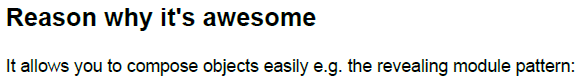 Reason why it's awesome
It allows you to compose objects easily e.g. the revealing module pattern: